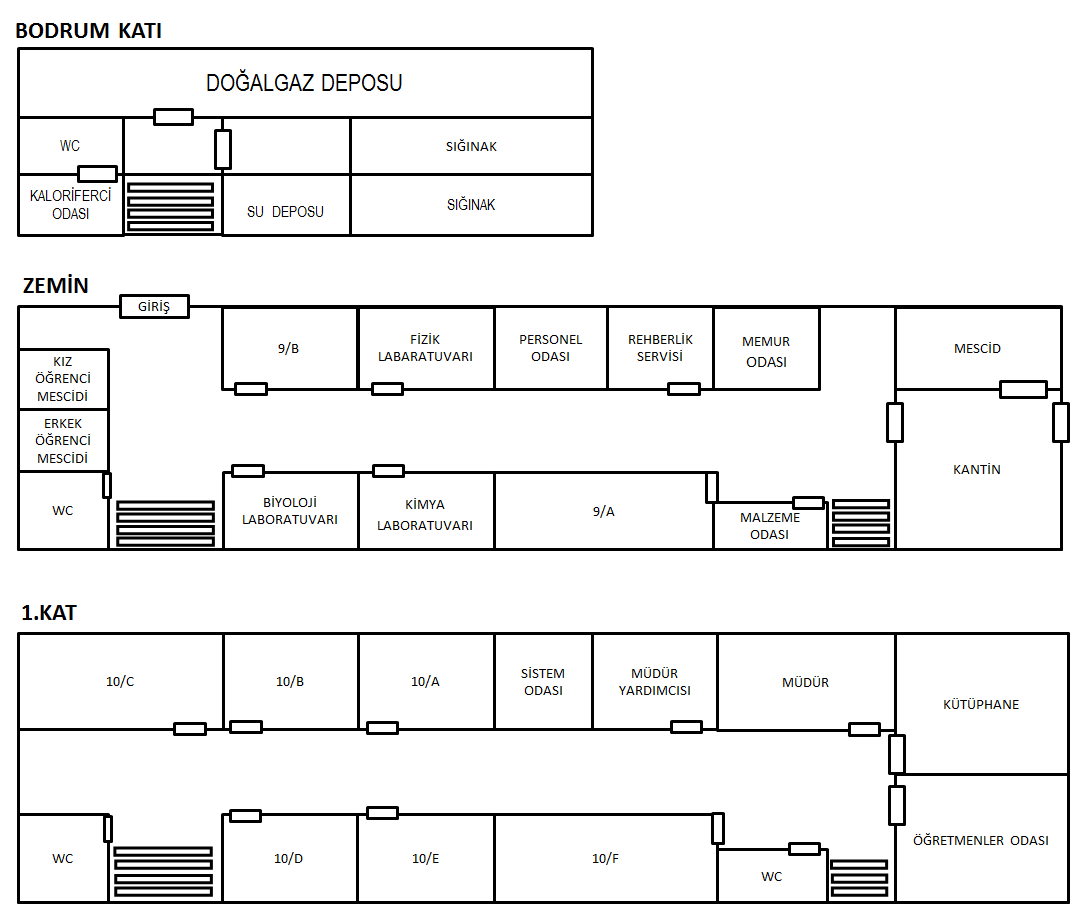 BODRUM KATI
DOĞALGAZ DEPOSU
WC
SIĞINAK
KALORİFERCİ
ODASI
SU DEPOSU
SIĞINAK
ZEMİN
GİRİŞ
9/B
FİZİK
LABARATUVARI
PERSONEL
ODASI
REHBERLİK
SERVİSİ
MEMUR
ODASI
MESCİD
KIZ
ÖĞRENCİ
MESCİDİ
ERKEK
ÖĞRENCİ
MESCİDİ
KANTİN
WC
BİYOLOJİ
LABORATUVARI
KİMYA
LABORATUVARI
9/A
MALZEME
ODASI
1.KAT
10/C
10/B
10/A
SİSTEM
ODASI
MÜDÜR
YARDIMCISI
MÜDÜR
KÜTÜPHANE
WC
10/D
10/E
10/F
WC
ÖĞRETMENLER ODASI